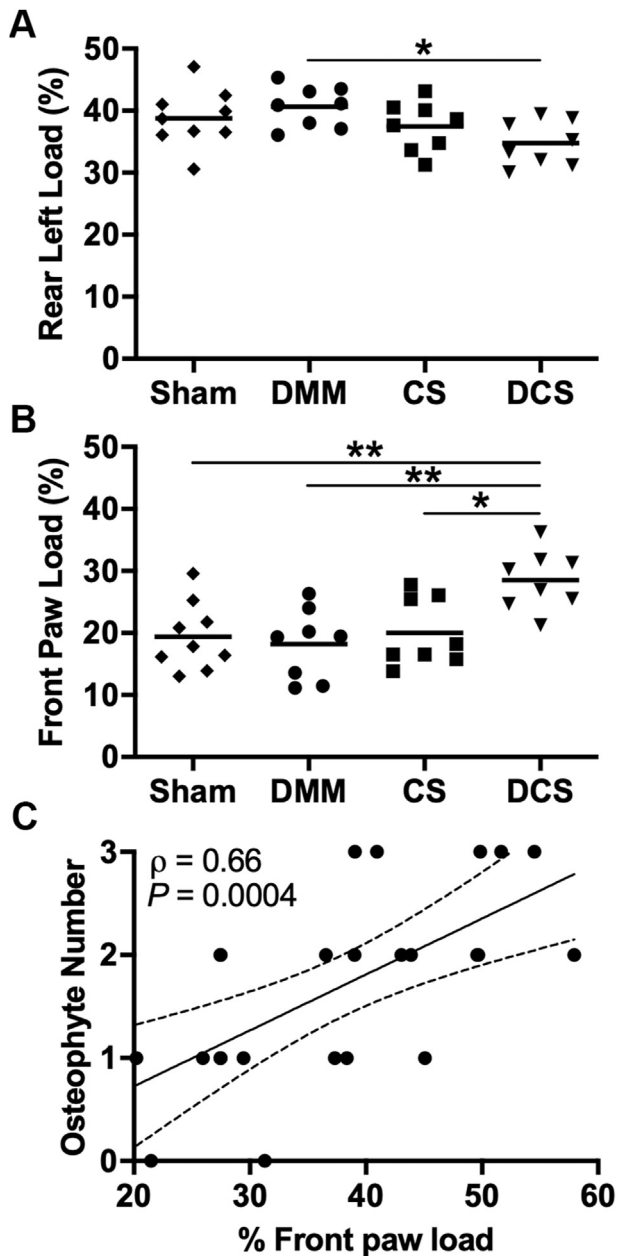 A
Rear Left Load (%)
50
40
30
20
10
0
*
Sham DMM CS DCS
B
Front Paw Load (%)
50
40
30
20
10
0
**
**
*
Sham DMM CS DCS
C
Osteophyte Number
3
2
1
0
ρ = 0.66
P = 0.0004
20 30 40 50 60
% Front paw load